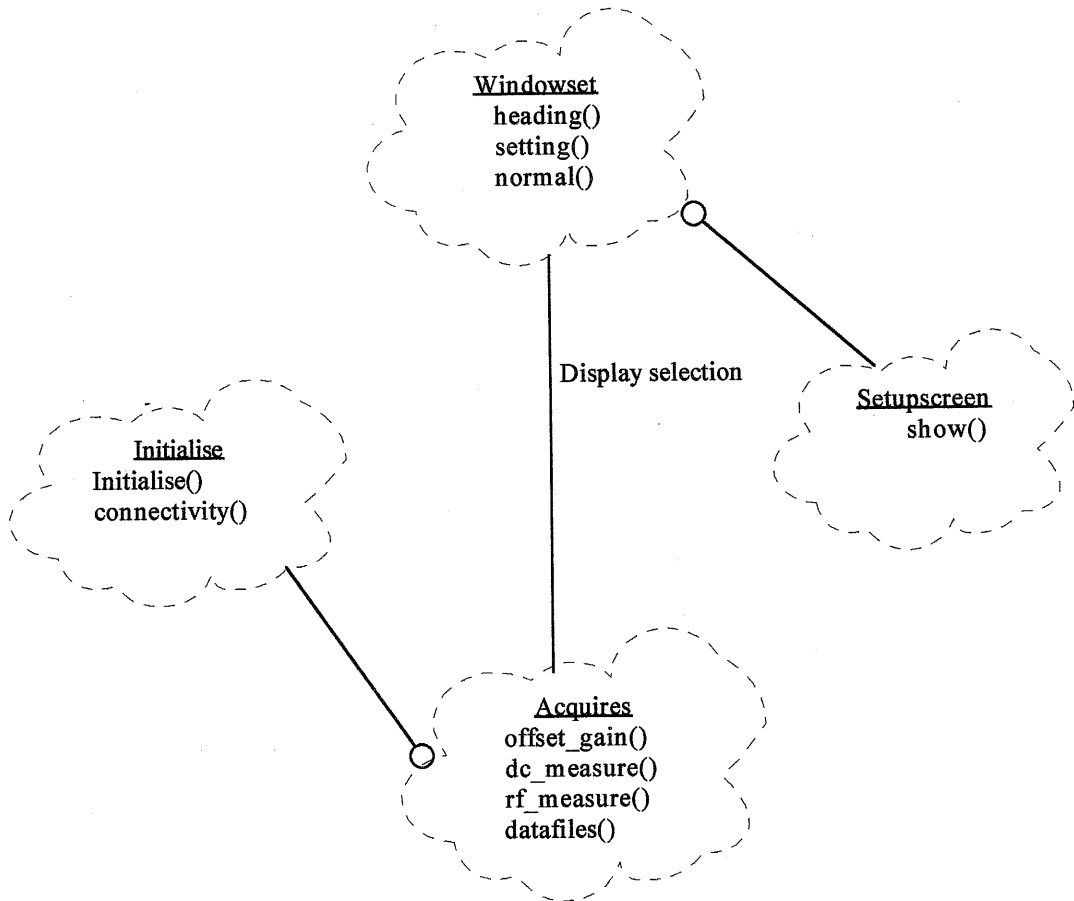 Windowset
heading()
setting()
normal()
Display selection
Setupscreen
show()
Initialise
Initialise()
connectivity()
Acquires
offset_gain()
dc_measure()
rf_measure()
datafiles()